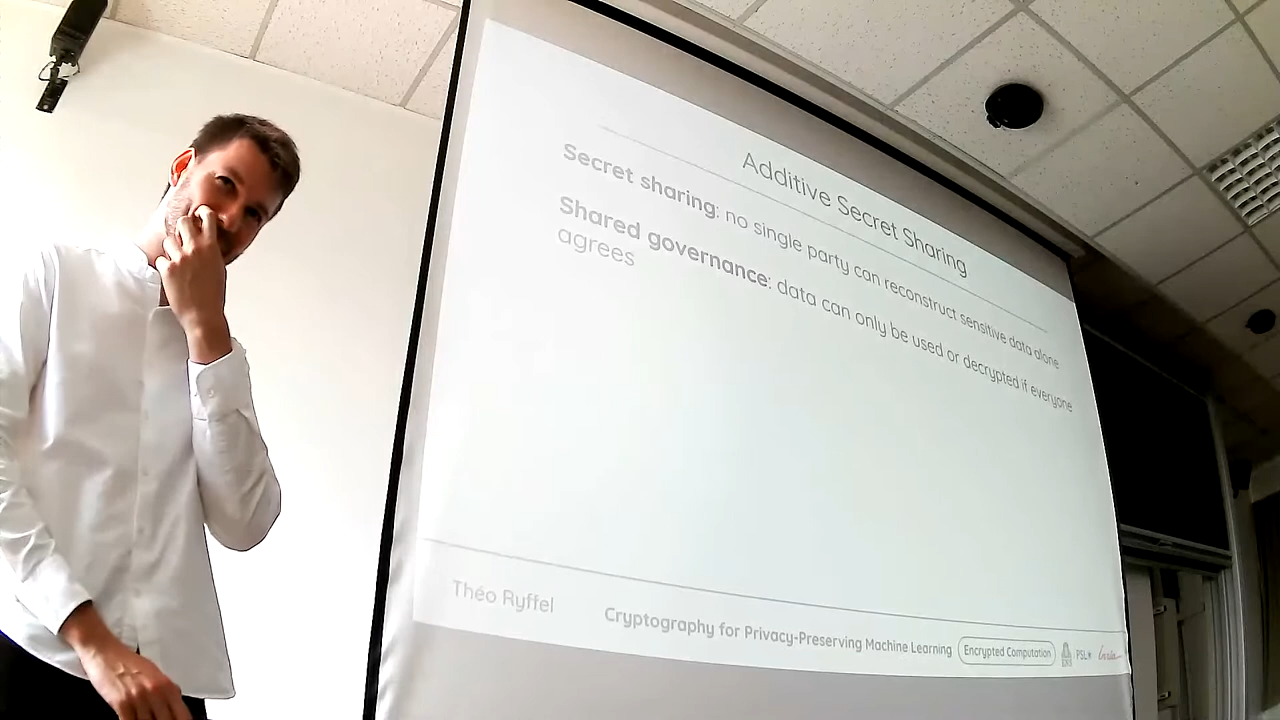 Additive Secret Sharing
Secret sharing: no single party can reconstruct sensitive data alone
Shared governance: data can only be used or decrypted if everyone
agrees
Théo Ryffel
Cryptography for Privacy-Preserving Machine Learning
Encrypted Computation
PSL
Inria